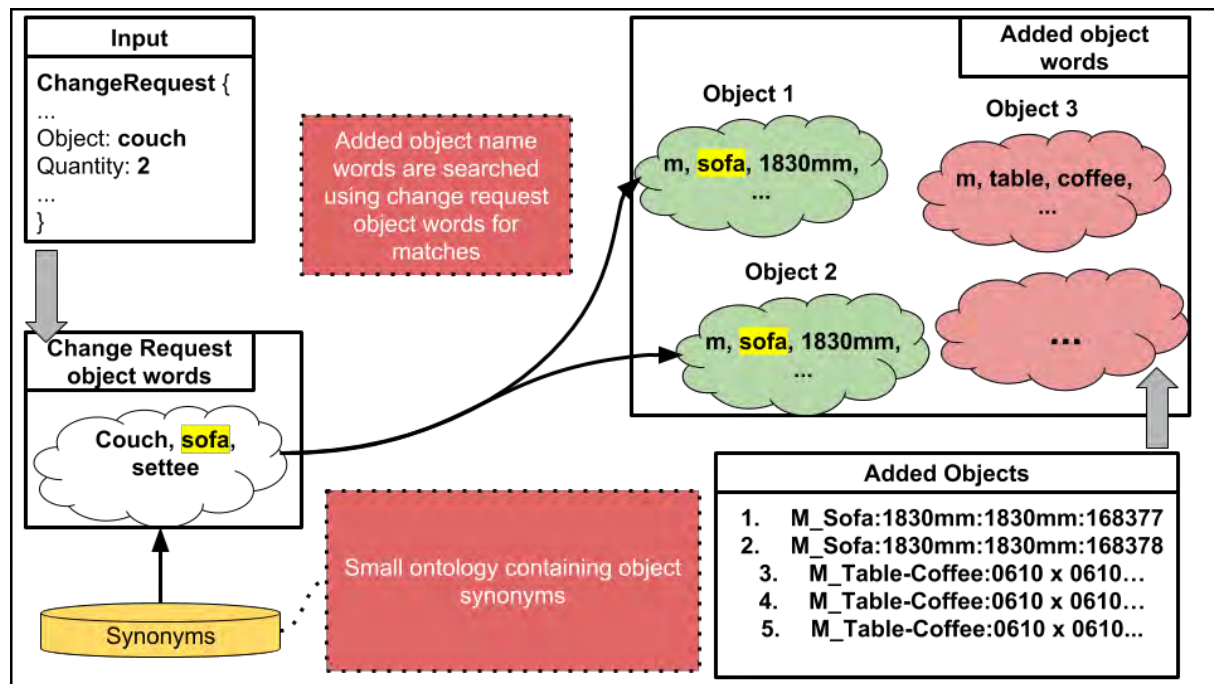 Input
ChangeRequest {
...
Object: couch
Quantity: 2
...
}
Added object name
words are searched
using change request
object words for
matches
Added object
words
Object 1
m, sofa, 1830mm,
...
Object 3
m, table, coffee,
...
Object 2
m, sofa, 1830mm,
...
...
Change Request
object words
Couch, sofa,
settee
Synonyms
Small ontology containing object
synonyms
Added Objects
1. M_Sofa:1830mm:1830mm:168377
2. M_Sofa:1830mm:1830mm:168378
3. M_Table-Coffee:0610 x 0610...
4. M_Table-Coffee:0610 x 0610...
5. M_Table-Coffee:0610 x 0610...